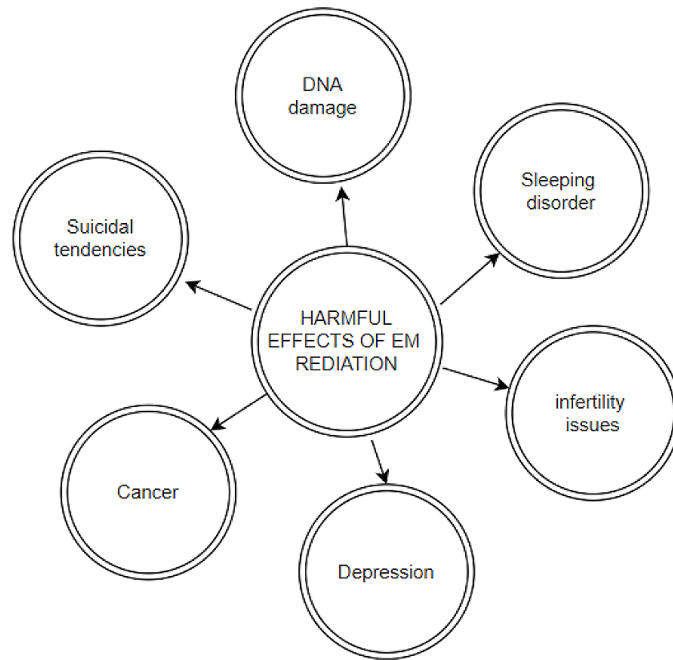 DNA
damage
Sleeping
disorder
Suicidal
tendencies
HARMFUL
EFFECTS OF EM
REDIATION
infertility
issues
Cancer
Depression